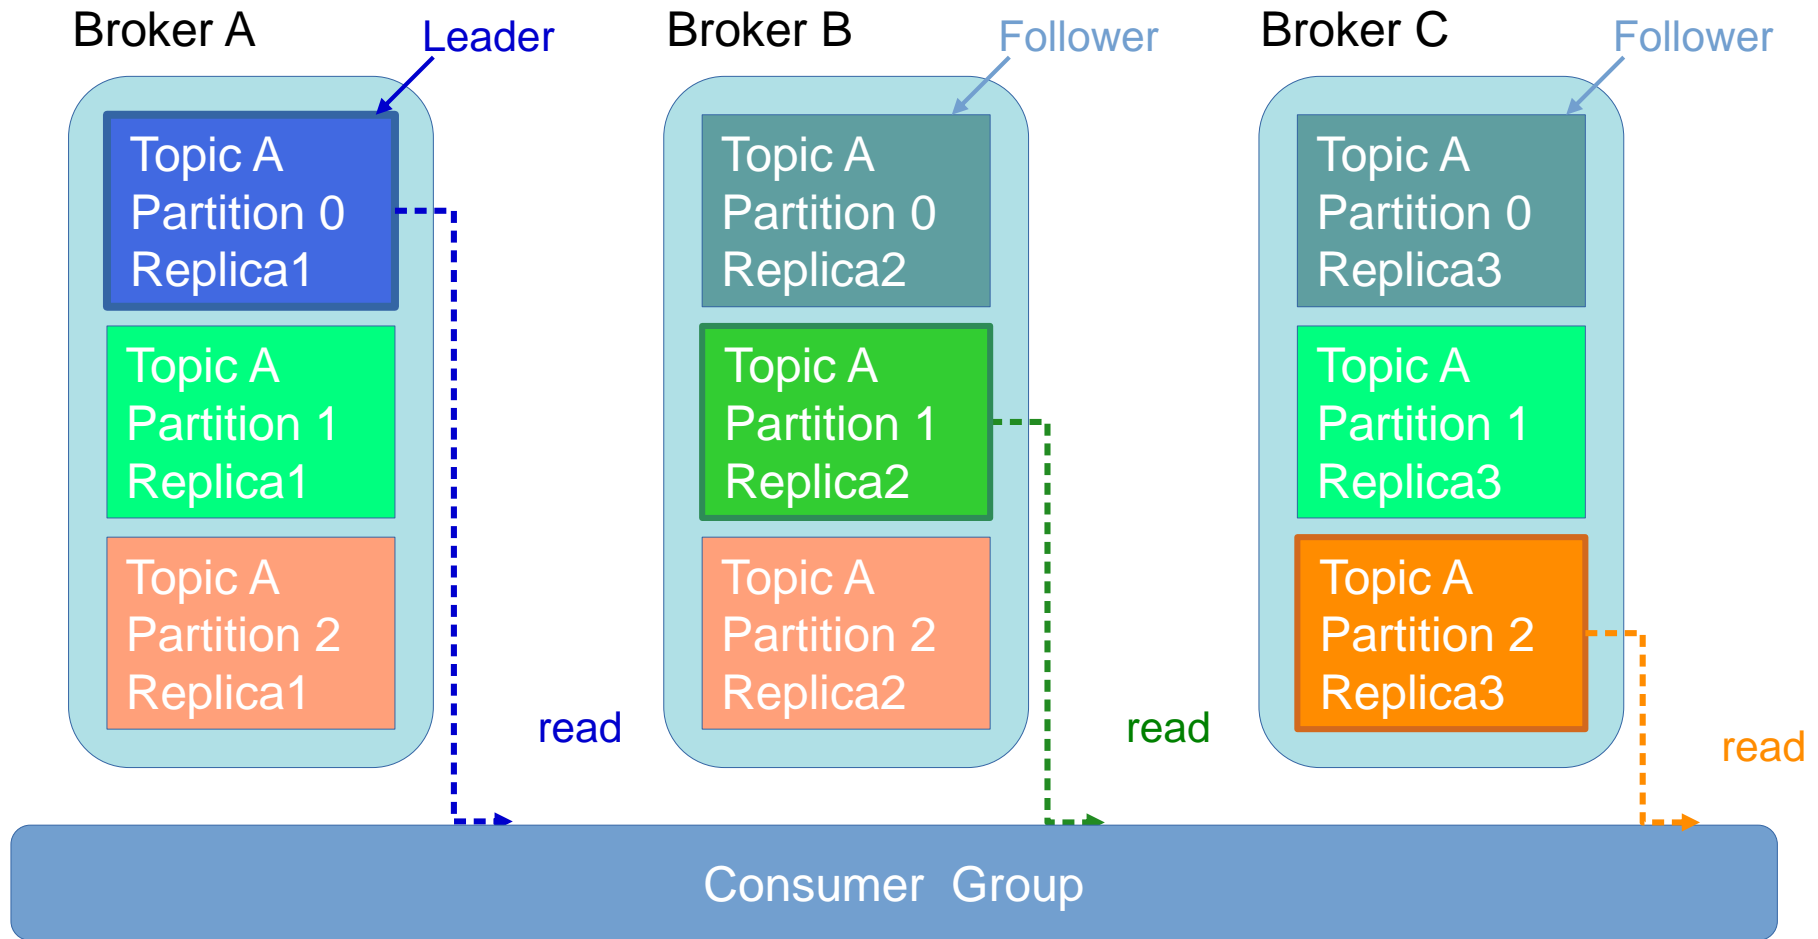 Broker A
Leader
Broker B
Follower
Broker C
Follower
Topic A
Partition 0
Replica1
Topic A
Partition 0
Replica2
Topic A
Partition 0
Replica3
Topic A
Partition 1
Replica1
Topic A
Partition 1
Replica2
Topic A
Partition 1
Replica3
Topic A
Partition 2
Replica1
Topic A
Partition 2
Replica2
Topic A
Partition 2
Replica3
read
read
read
Consumer Group